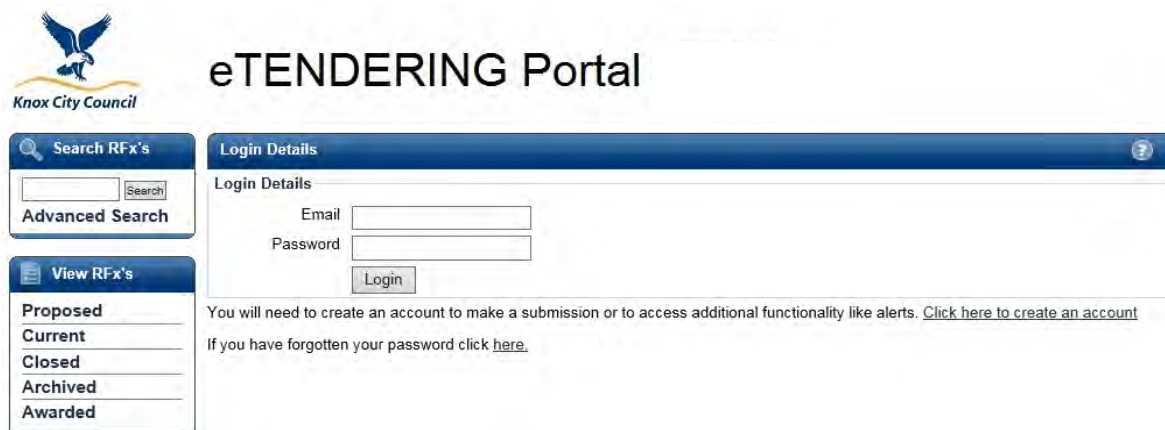 Knox City Council
eTENDERING Portal
Search RFx's
Search
Advanced Search
View RFx's
Proposed
Current
Closed
Archived
Awarded
Login Details
?
Login Details
Email
Password
Login
You will need to create an account to make a submission or to access additional functionality like alerts. Click here to create an account
If you have forgotten your password click here.